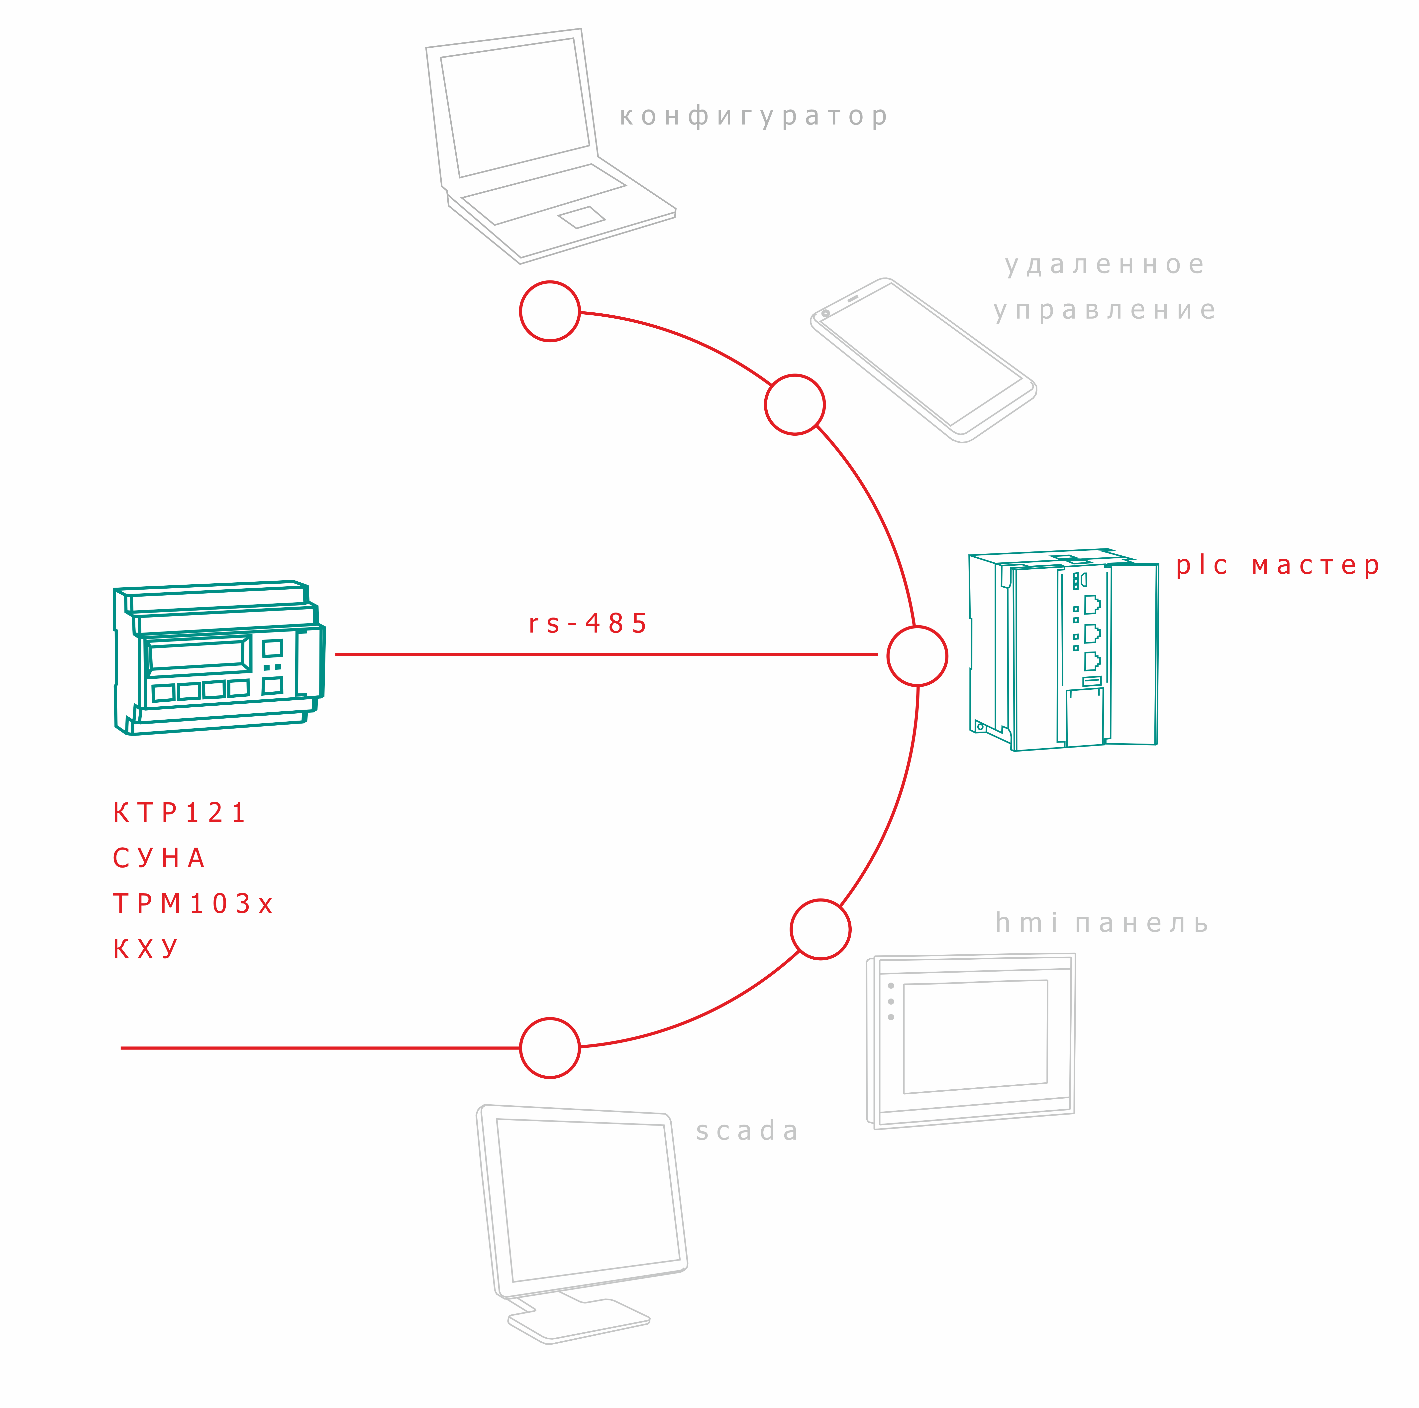 конфигуратор
удаленное
управление
plc мастер
rs-485
КТР121
СУНА
ТРМ103х
КХУ
hmi панель
scada